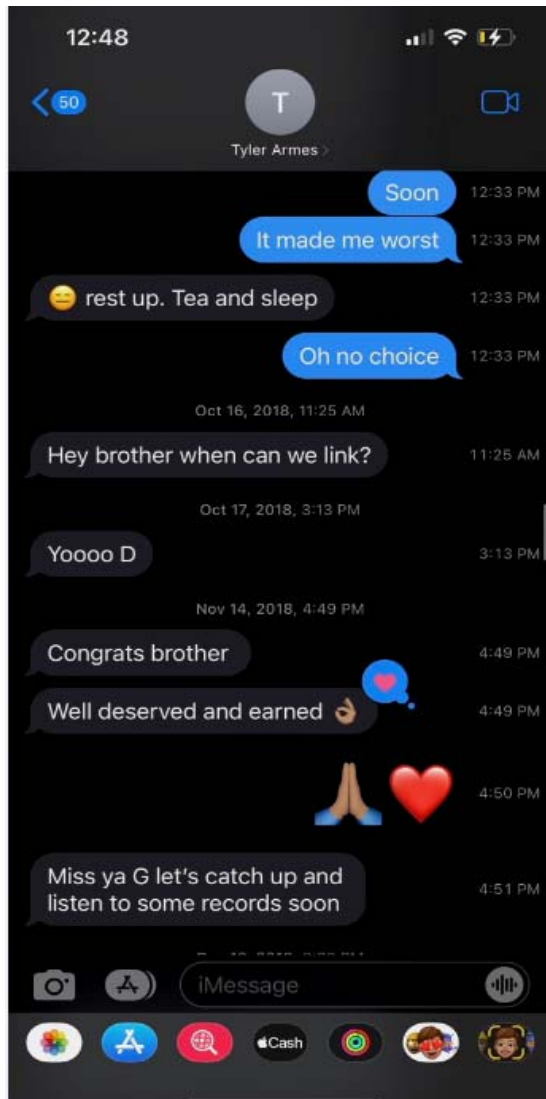 12:48
50
T
Tyler Armes
Soon 12:33 PM
It made me worst 12:33 PM
😑 rest up. Tea and sleep 12:33 PM
Oh no choice 12:33 PM
Oct 16, 2018, 11:25 AM
Hey brother when can we link? 11:25 AM
Oct 17, 2018, 3:13 PM
Yoooo D 3:13 PM
Nov 14, 2018, 4:49 PM
Congrats brother 4:49 PM
Well deserved and earned 👌🏽 4:49 PM
🙏🏽❤️ 4:50 PM
Miss ya G let's catch up and
listen to some records soon 4:51 PM
iMessage
Cash